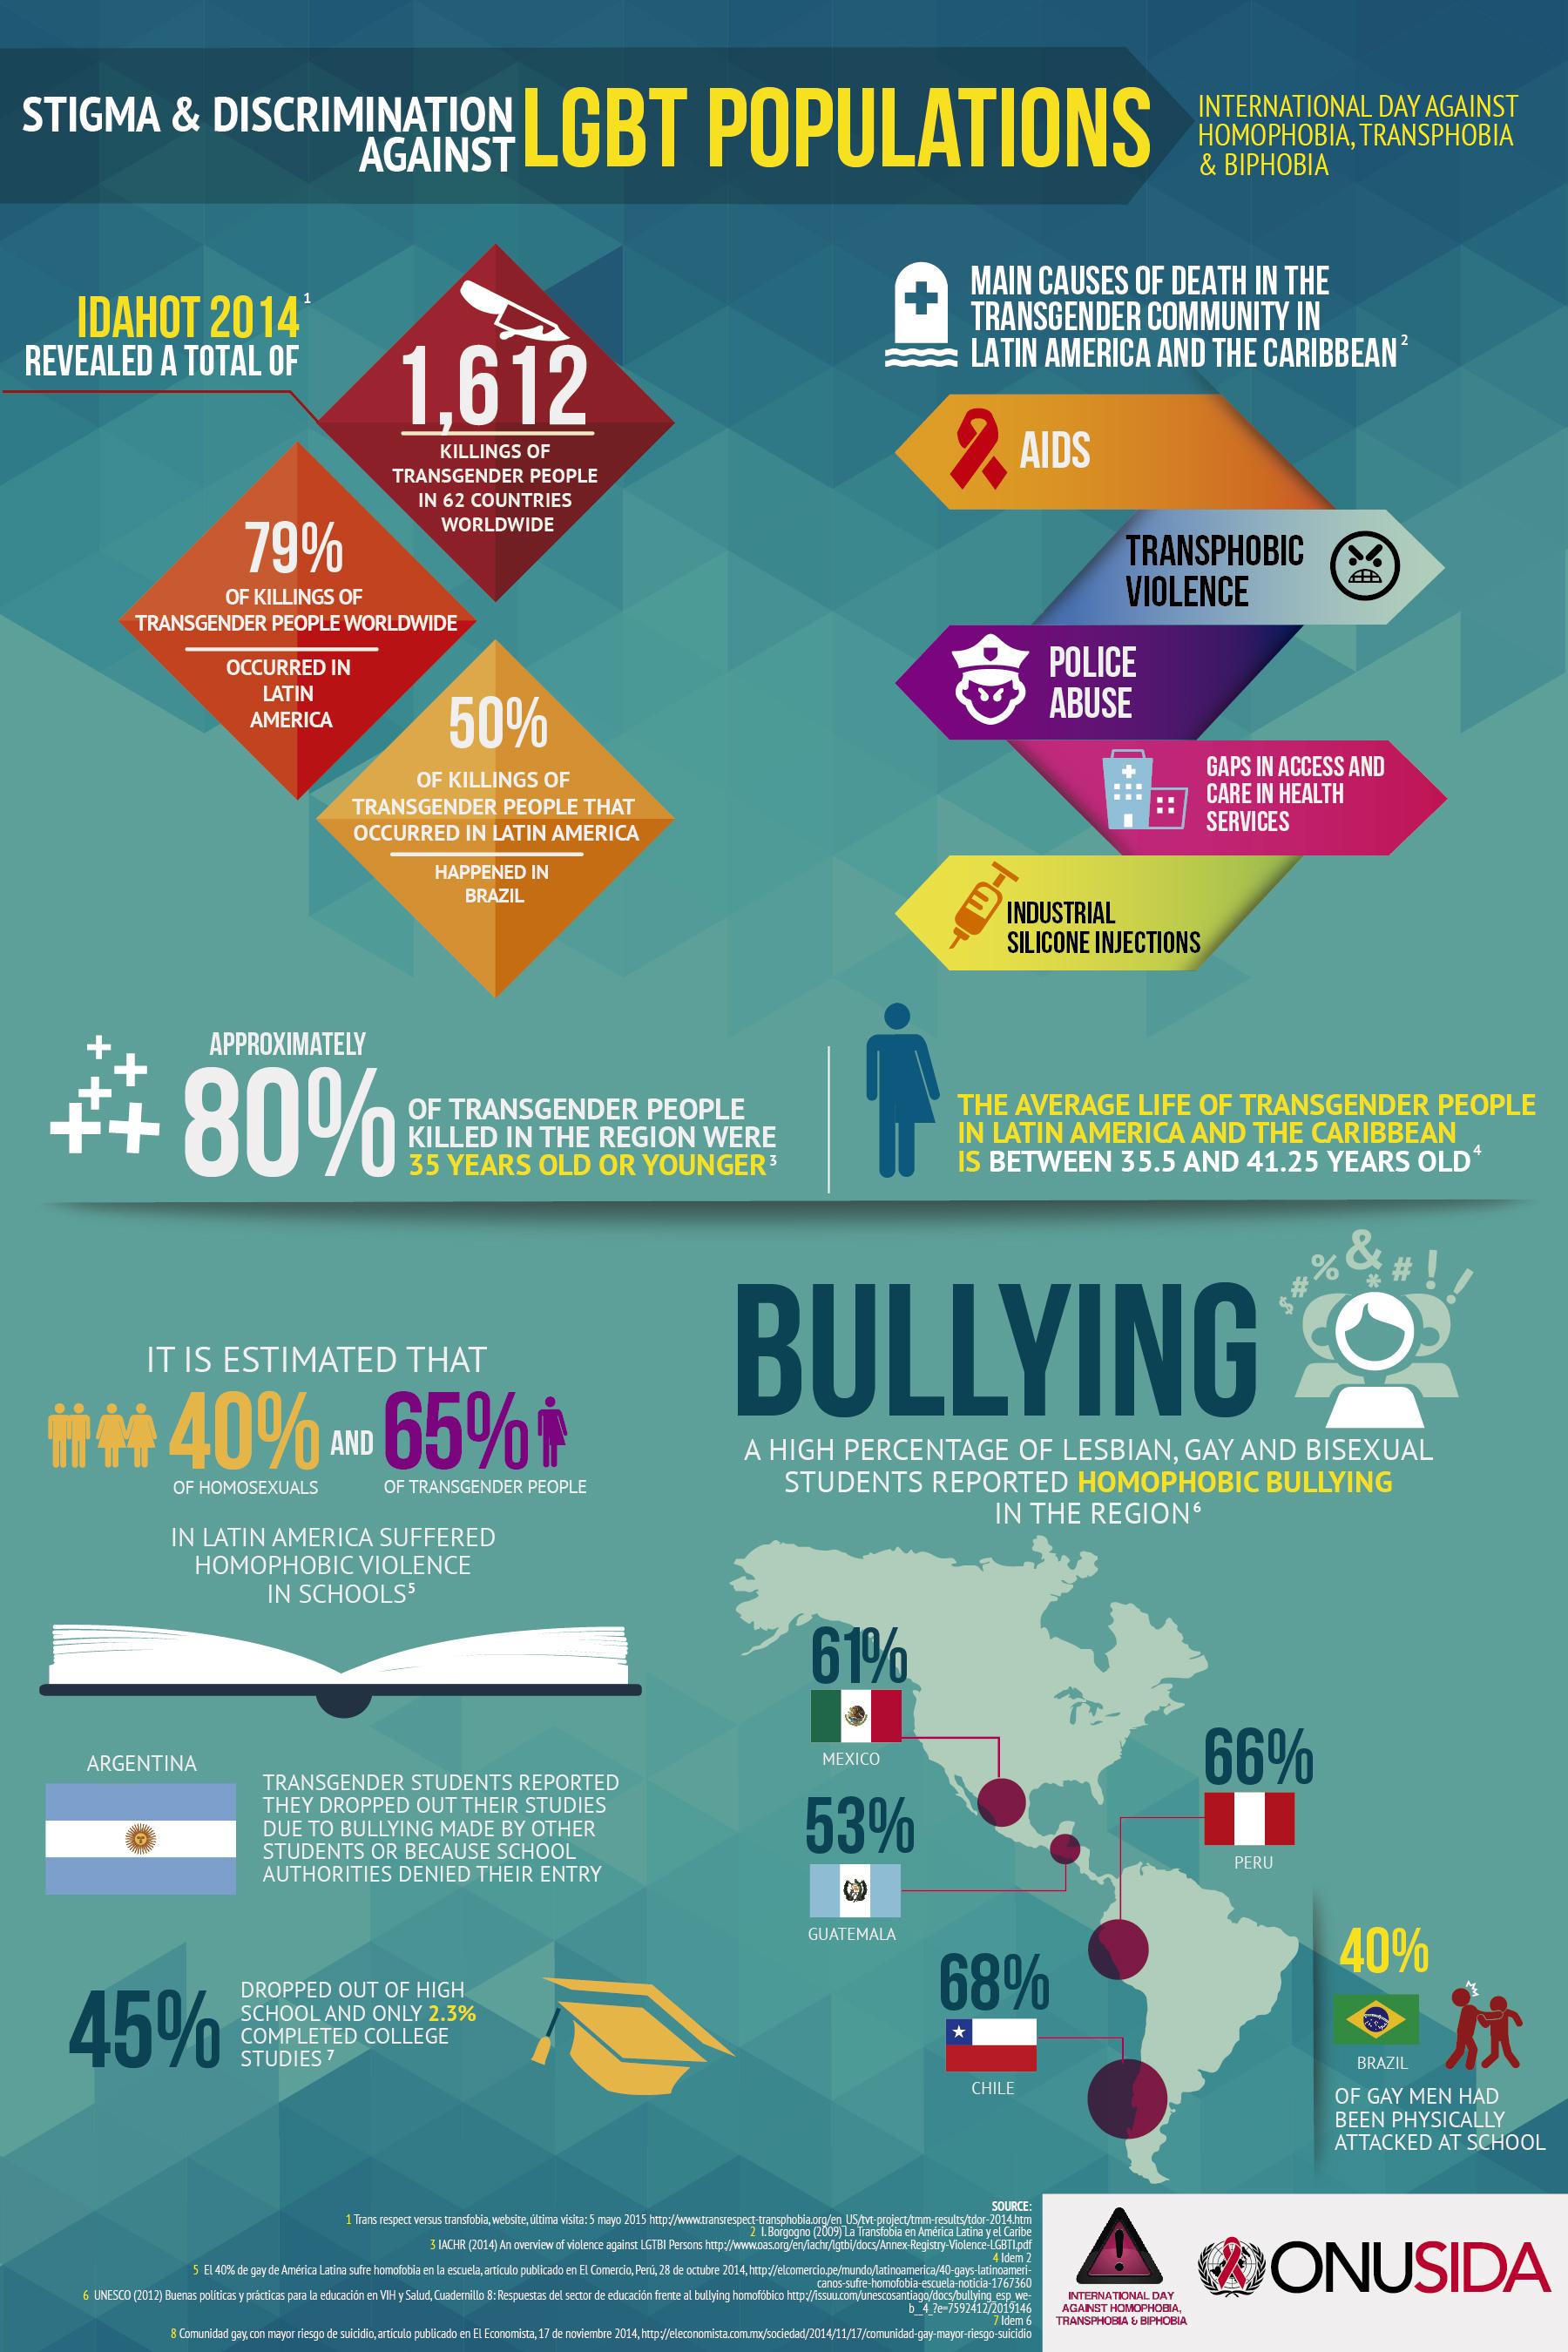 STIGMA & DISCRIMINATION
AGAINST
LGBT POPULATIONS
INTERNATIONAL DAY AGAINST
HOMOPHOBIA, TRANSPHOBIA
& BIPHOBIA
IDAHOT 2014 1
REVEALED A TOTAL OF
1,612
KILLINGS OF
TRANSGENDER PEOPLE
IN 62 COUNTRIES
WORLDWIDE
79%
OF KILLINGS OF
TRANSGENDER PEOPLE WORLDWIDE
OCCURRED IN
LATIN
AMERICA
50%
OF KILLINGS OF
TRANSGENDER PEOPLE THAT
OCCURRED IN LATIN AMERICA
HAPPENED IN
BRAZIL
MAIN CAUSES OF DEATH IN THE
TRANSGENDER COMMUNITY IN
LATIN AMERICA AND THE CARIBBEAN 2
AIDS
TRANSPHOBIC
VIOLENCE
POLICE
ABUSE
GAPS IN ACCESS AND
CARE IN HEALTH
SERVICES
INDUSTRIAL
SILICONE INJECTIONS
APPROXIMATELY
80%
OF TRANSGENDER PEOPLE
KILLED IN THE REGION WERE
35 YEARS OLD OR YOUNGER 3
THE AVERAGE LIFE OF TRANSGENDER PEOPLE
IN LATIN AMERICA AND THE CARIBBEAN
IS BETWEEN 35.5 AND 41.25 YEARS OLD 4
IT IS ESTIMATED THAT
40% AND 65%
OF HOMOSEXUALS
OF TRANSGENDER PEOPLE
IN LATIN AMERICA SUFFERED
HOMOPHOBIC VIOLENCE
IN SCHOOLS 5
ARGENTINA
TRANSGENDER STUDENTS REPORTED
THEY DROPPED OUT THEIR STUDIES
DUE TO BULLYING MADE BY OTHER
STUDENTS OR BECAUSE SCHOOL
AUTHORITIES DENIED THEIR ENTRY
45%
DROPPED OUT OF HIGH
SCHOOL AND ONLY 2.3%
COMPLETED COLLEGE
STUDIES 7
$ # % & * # ! !
BULLYING
A HIGH PERCENTAGE OF LESBIAN, GAY AND BISEXUAL
STUDENTS REPORTED HOMOPHOBIC BULLYING
IN THE REGION 6
61%
MEXICO
53%
GUATEMALA
66%
PERU
68%
CHILE
40%
BRAZIL
OF GAY MEN HAD
BEEN PHYSICALLY
ATTACKED AT SCHOOL
SOURCE:
1 Trans respect versus transfobia, website, última visita: 5 mayo 2015 http://www.transrespect-transphobia.org/en_US/tvt-project/tmm-results/tdor-2014.htm
2 I. Borgogno (2009) La Transfobia en América Latina y el Caribe
3 IACHR (2014) An overview of violence against LGTBI Persons http://www.oas.org/en/iachr/lgtbi/docs/Annex-Registry-Violence-LGBTI.pdf
4 Idem 2
5 El 40% de gay de América Latina sufre homofobia en la escuela, artículo publicado en El Comercio, Perú, 28 de octubre 2014, http://elcomercio.pe/mundo/latinoamerica/40-gays-latinoameri-
canos-sufre-homofobia-escuela-noticia-1767360
6 UNESCO (2012) Buenas políticas y prácticas para la educación en VIH y Salud, Cuadernillo 8: Respuestas del sector de educación frente al bullying homofóbico http://issuu.com/unescosantiago/docs/bullying_esp_we-
b__4_?e=7592412/2019146
7 Idem 6
8 Comunidad gay, con mayor riesgo de suicidio, artículo publicado en El Economista, 17 de noviembre 2014, http://eleconomista.com.mx/sociedad/2014/11/17/comunidad-gay-mayor-riesgo-suicidio
INTERNATIONAL DAY
AGAINST HOMOPHOBIA,
TRANSPHOBIA & BIPHOBIA
ONUSIDA